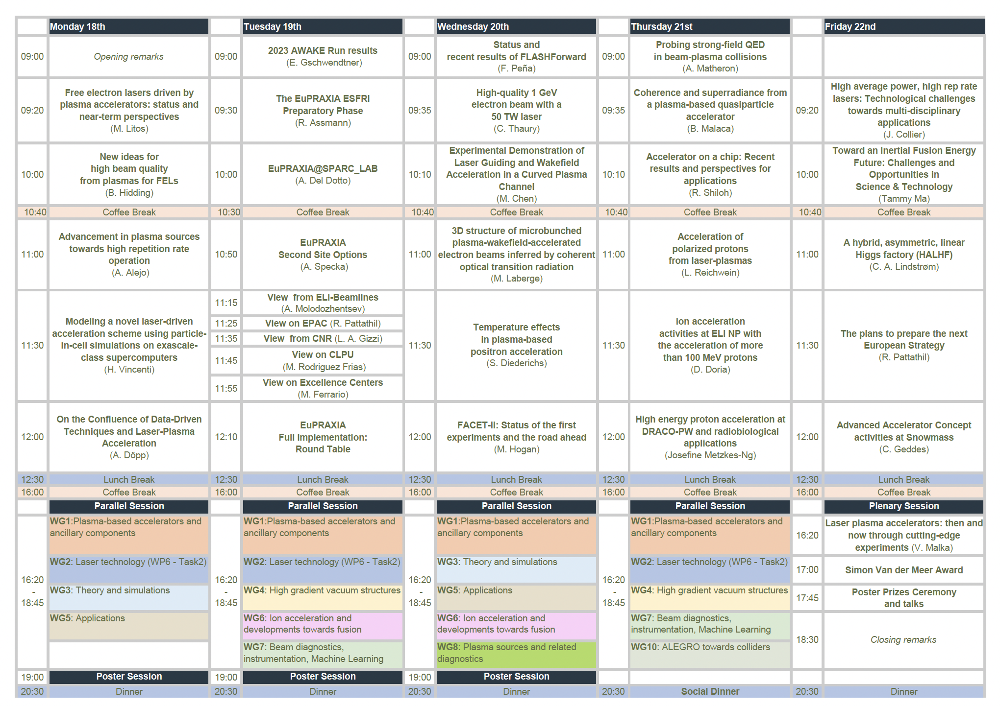 Monday 18th
Tuesday 19th
Wednesday 20th
Thursday 21st
Friday 22nd
09:00
Opening remarks
09:00
2023 AWAKE Run results
(E. Gschwendtner)
09:00
Status and
recent results of FLASHForward
(F. Peña)
09:00
Probing strong-field QED
in beam-plasma collisions
(A. Matheron)
09:20
Free electron lasers driven by
plasma accelerators: status and
near-term perspectives
(M. Litos)
09:30
The EuPRAXIA ESFRI
Preparatory Phase
(R. Assmann)
09:35
High-quality 1 GeV
electron beam with a
50 TW laser
(C. Thaury)
09:35
Coherence and superradiance from
a plasma-based quasiparticle
accelerator
(B. Malaca)
09:20
High average power, high rep rate
lasers: Technological challenges
towards multi-disciplinary
applications
(J. Collier)
10:00
New ideas for
high beam quality
from plasmas for FELs
(B. Hidding)
10:00
EuPRAXIA@SPARC_LAB
(A. Del Dotto)
10:10
Experimental Demonstration of
Laser Guiding and Wakefield
Acceleration in a Curved Plasma
Channel
(M. Chen)
10:10
Accelerator on a chip: Recent
results and perspectives for
applications
(R. Shiloh)
10:00
Toward an Inertial Fusion Energy
Future: Challenges and
Opportunities in
Science & Technology
(Tammy Ma)
10:40
Coffee Break
10:30
Coffee Break
10:40
Coffee Break
10:40
Coffee Break
10:40
Coffee Break
11:00
Advancement in plasma sources
towards high repetition rate
operation
(A. Alejo)
10:50
EuPRAXIA
Second Site Options
(A. Specka)
11:00
3D structure of microbunched
plasma-wakefield-accelerated
electron beams inferred by coherent
optical transition radiation
(M. Laberge)
11:00
Acceleration of
polarized protons
from laser-plasmas
(L. Reichwein)
11:00
A hybrid, asymmetric, linear
Higgs factory (HALHF)
(C. A. Lindstrøm)
11:30
Modeling a novel laser-driven
acceleration scheme using particle-
in-cell simulations on exascale-
class supercomputers
(H. Vincenti)
11:15
View  from ELI-Beamlines
(A. Molodozhentsev)
11:25
View on EPAC (R. Pattathil)
11:35
View  from CNR (L. A. Gizzi)
11:45
View on CLPU
(M. Rodriguez Frias)
11:55
View on Excellence Centers
(M. Ferrario)
11:30
Temperature effects
in plasma-based
positron acceleration
(S. Diederichs)
11:30
Ion acceleration
activities at ELI NP with
the acceleration of more
than 100 MeV protons
(D. Doria)
11:30
The plans to prepare the next
European Strategy
(R. Pattathil)
12:00
On the Confluence of Data-Driven
Techniques and Laser-Plasma
Acceleration
(A. Döpp)
12:10
EuPRAXIA
Full Implementation:
Round Table
12:00
FACET-II: Status of the first
experiments and the road ahead
(M. Hogan)
12:00
High energy proton acceleration at
DRACO-PW and radiobiological
applications
(Josefine Metzkes-Ng)
12:00
Advanced Accelerator Concept
activities at Snowmass
(C. Geddes)
12:30
Lunch Break
12:30
Lunch Break
12:30
Lunch Break
12:30
Lunch Break
12:30
Lunch Break
16:00
Coffee Break
16:00
Coffee Break
16:00
Coffee Break
16:00
Coffee Break
16:00
Coffee Break
Parallel Session
Parallel Session
Parallel Session
Parallel Session
Plenary Session
16:20
-
18:45
WG1:Plasma-based accelerators and
ancillary components
WG2: Laser technology (WP6 - Task2)
WG3: Theory and simulations
WG5: Applications
16:20
-
18:45
WG1:Plasma-based accelerators and
ancillary components
WG2: Laser technology (WP6 - Task2)
WG4: High gradient vacuum structures
WG6: Ion acceleration and
developments towards fusion
WG7: Beam diagnostics,
instrumentation, Machine Learning
16:20
-
18:45
WG1:Plasma-based accelerators and
ancillary components
WG3: Theory and simulations
WG5: Applications
WG6: Ion acceleration and
developments towards fusion
WG8: Plasma sources and related
diagnostics
16:20
-
18:45
WG1:Plasma-based accelerators and
ancillary components
WG2: Laser technology (WP6 - Task2)
WG4: High gradient vacuum structures
WG7: Beam diagnostics,
instrumentation, Machine Learning
WG10: ALEGRO towards colliders
16:20
Laser plasma accelerators: then and
now through cutting-edge
experiments (V. Malka)
17:00
Simon Van der Meer Award
17:45
Poster Prizes Ceremony
and talks
18:30
Closing remarks
19:00
Poster Session
19:00
Poster Session
19:00
Poster Session
20:30
Dinner
20:30
Dinner
20:30
Dinner
20:30
Social Dinner
20:30
Dinner